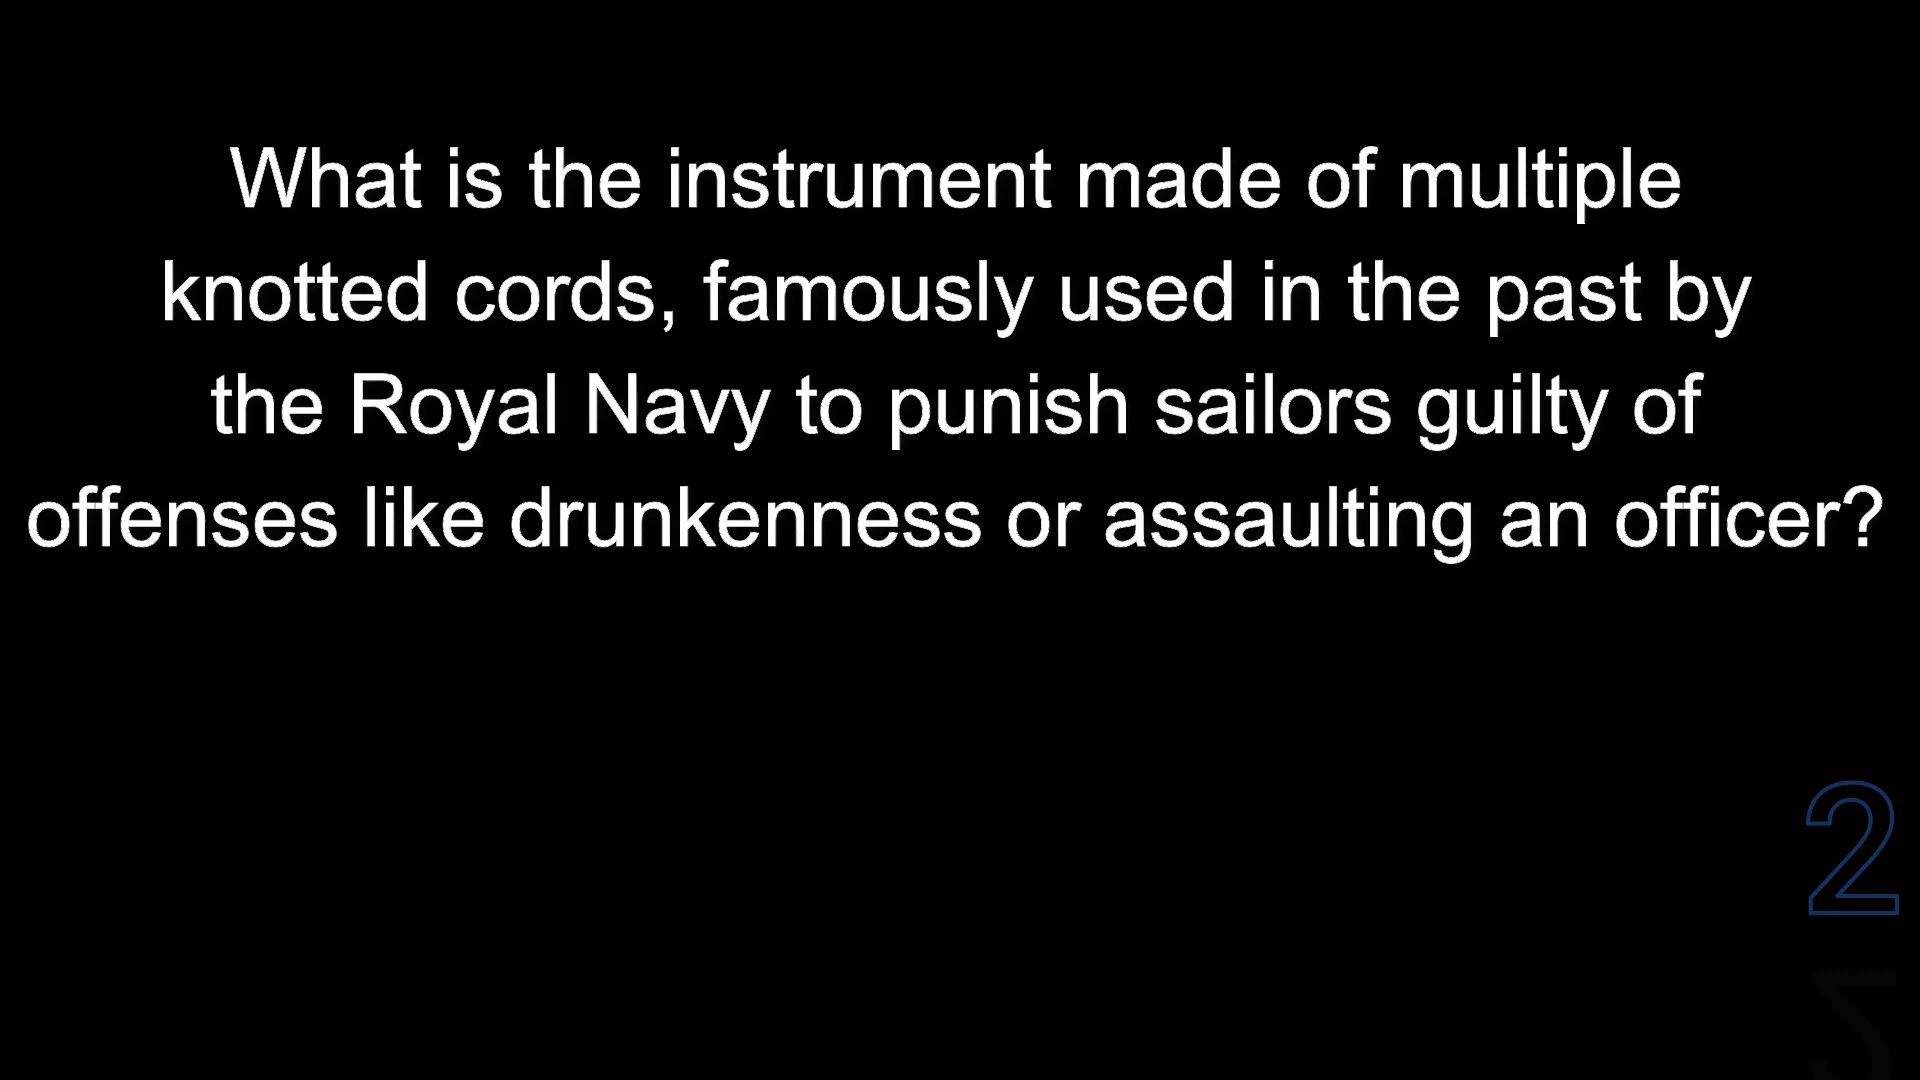 What is the instrument made of multiple
knotted cords, famously used in the past by
the Royal Navy to punish sailors guilty of
offenses like drunkenness or assaulting an officer?
2